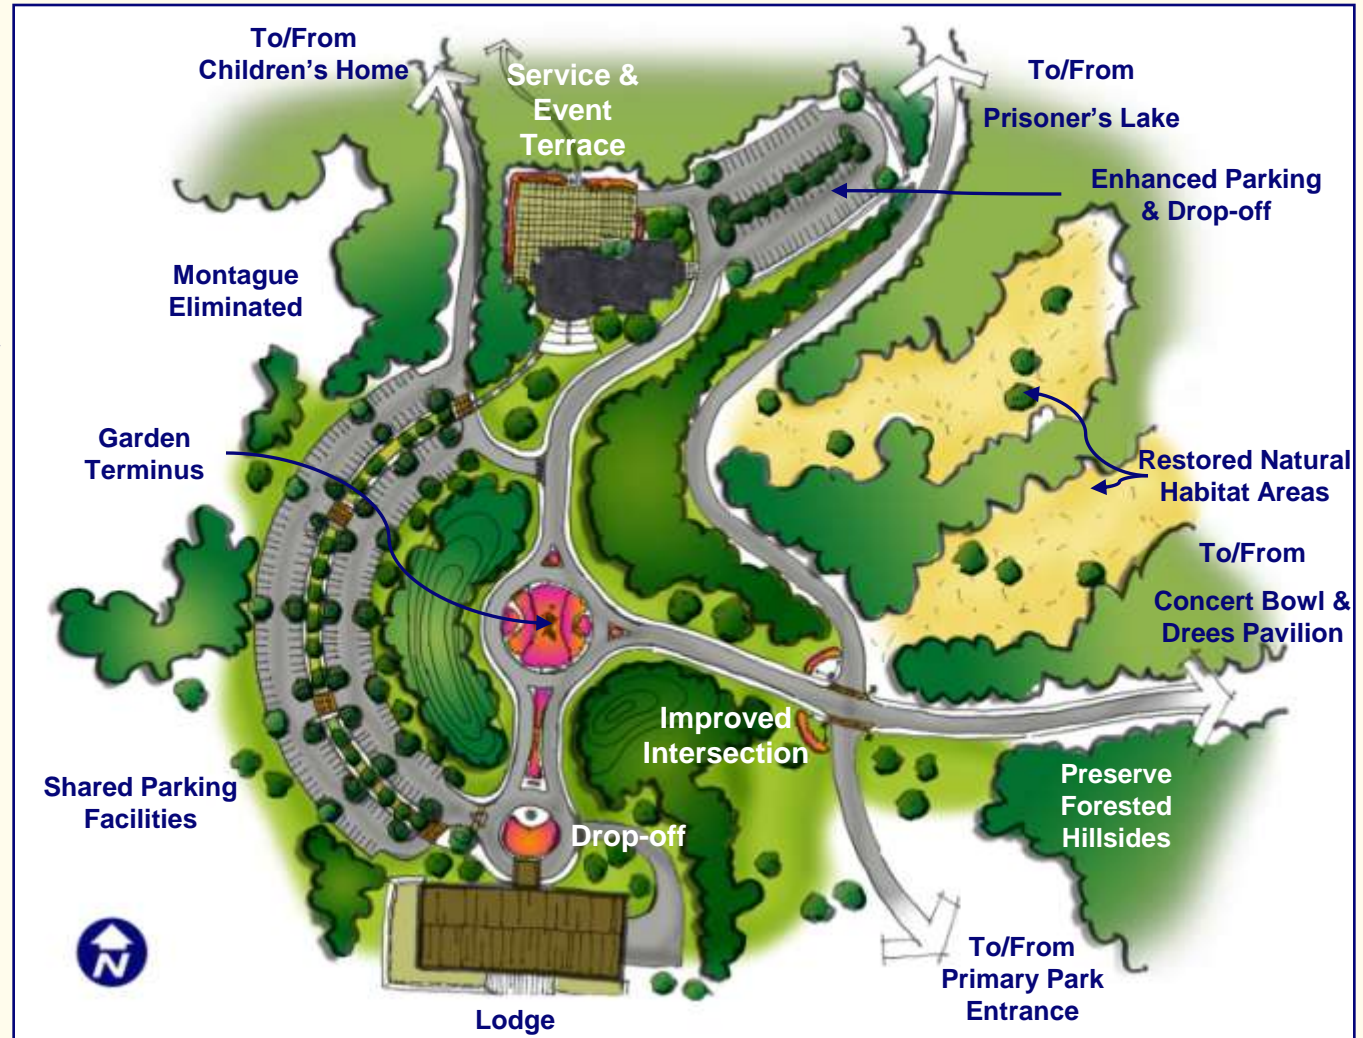 To/From
Children's Home
Service &
Event
Terrace
To/From
Prisoner's Lake
Enhanced Parking
& Drop-off
Montague
Eliminated
Garden
Terminus
Restored Natural
Habitat Areas
To/From
Concert Bowl &
Drees Pavilion
Improved
Intersection
Preserve
Forested
Hillsides
Shared Parking
Facilities
Drop-off
To/From
Primary Park
Entrance
Lodge
N